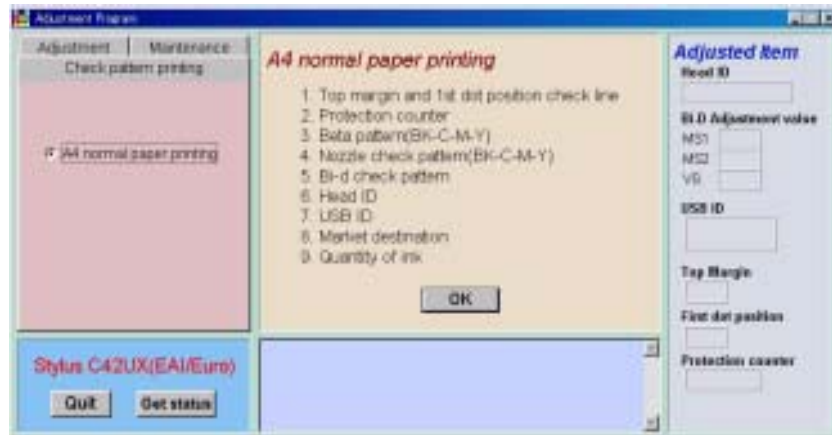 Adjustment Program
Adjustment
Maintenance
Check pattern printing
A4 normal paper printing
A4 normal paper printing
1. Top margin and 1st dot position check line
2. Protection counter
3. Beta pattern(BK-C-M-Y)
4. Nozzle check pattern(BK-C-M-Y)
5. Bi-d check pattern
6. Head ID
7. USB ID
8. Market destination
9. Quantity of ink
OK
Stylus C42UX(EAI/Euro)
Quit
Get status
Adjusted Item
Head ID
Bi-D Adjustment value
MS1
MS2
VB
USB ID
Top Margin
First dot position
Protection counter